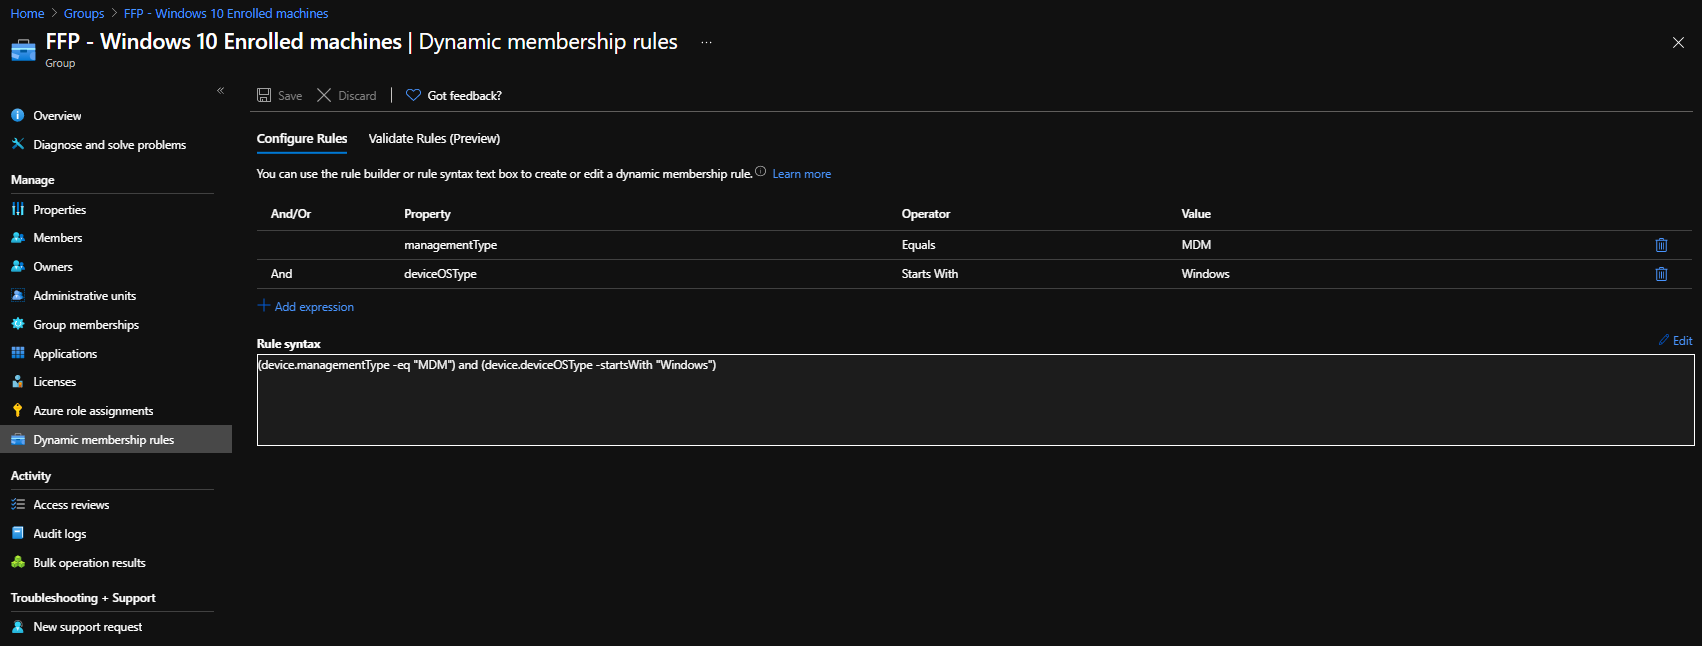 Home > Groups > FFP - Windows 10 Enrolled machines
FFP - Windows 10 Enrolled machines | Dynamic membership rules ...
Group
«
Overview
Diagnose and solve problems
Manage
Properties
Members
Owners
Administrative units
Group memberships
Applications
Licenses
Azure role assignments
Dynamic membership rules
Activity
Access reviews
Audit logs
Bulk operation results
Troubleshooting + Support
New support request
Save Discard | Got feedback?
Configure Rules Validate Rules (Preview)
You can use the rule builder or rule syntax text box to create or edit a dynamic membership rule. Learn more
And/Or Property Operator Value
managementType Equals MDM
And deviceOSType Starts With Windows
+ Add expression
Rule syntax Edit
(device.managementType -eq "MDM") and (device.deviceOSType -startsWith "Windows")